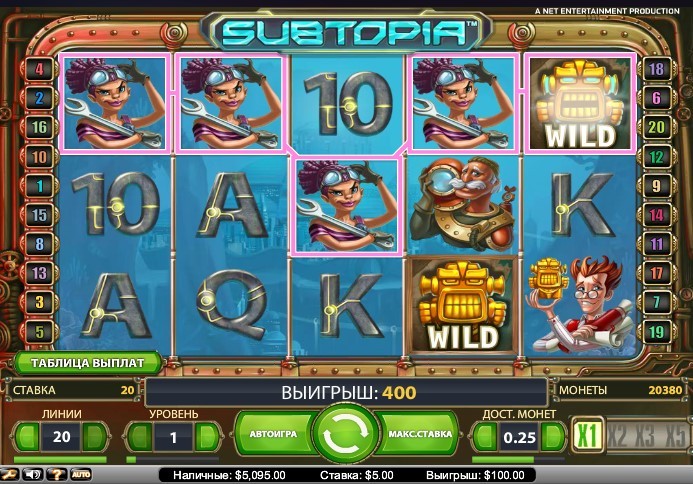 A NET ENTERTAINMENT PRODUCTION
SUBTOPIA™
4 10 18
2 6
16 WILD 20
10 12
1 10 A K 9
15 14
8 11
13 17
3 A Q K WILD 7
5 19
ТАБЛИЦА ВЫПЛАТ
СТАВКА 20 ВЫИГРЫШ: 400 МОНЕТЫ 20380
ЛИНИИ УРОВЕНЬ ДОСТ. МОНЕТ
20 1 АВТОИГРА МАКС.СТАВКА 0.25 X1 X2 X3 X5
AUTO Наличные: $5,095.00 Ставка: $5.00 Выигрыш: $100.00